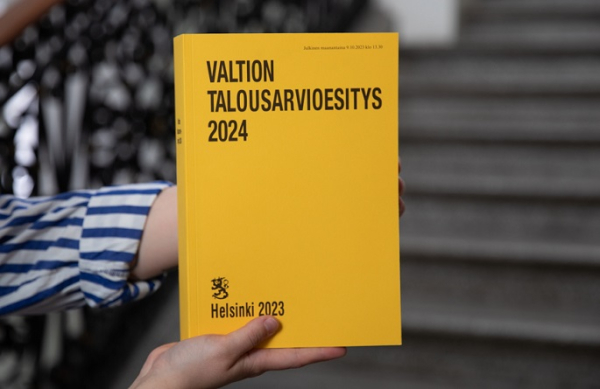 VALTION
TALOUSARVIOESITYS
2024
Helsinki 2023